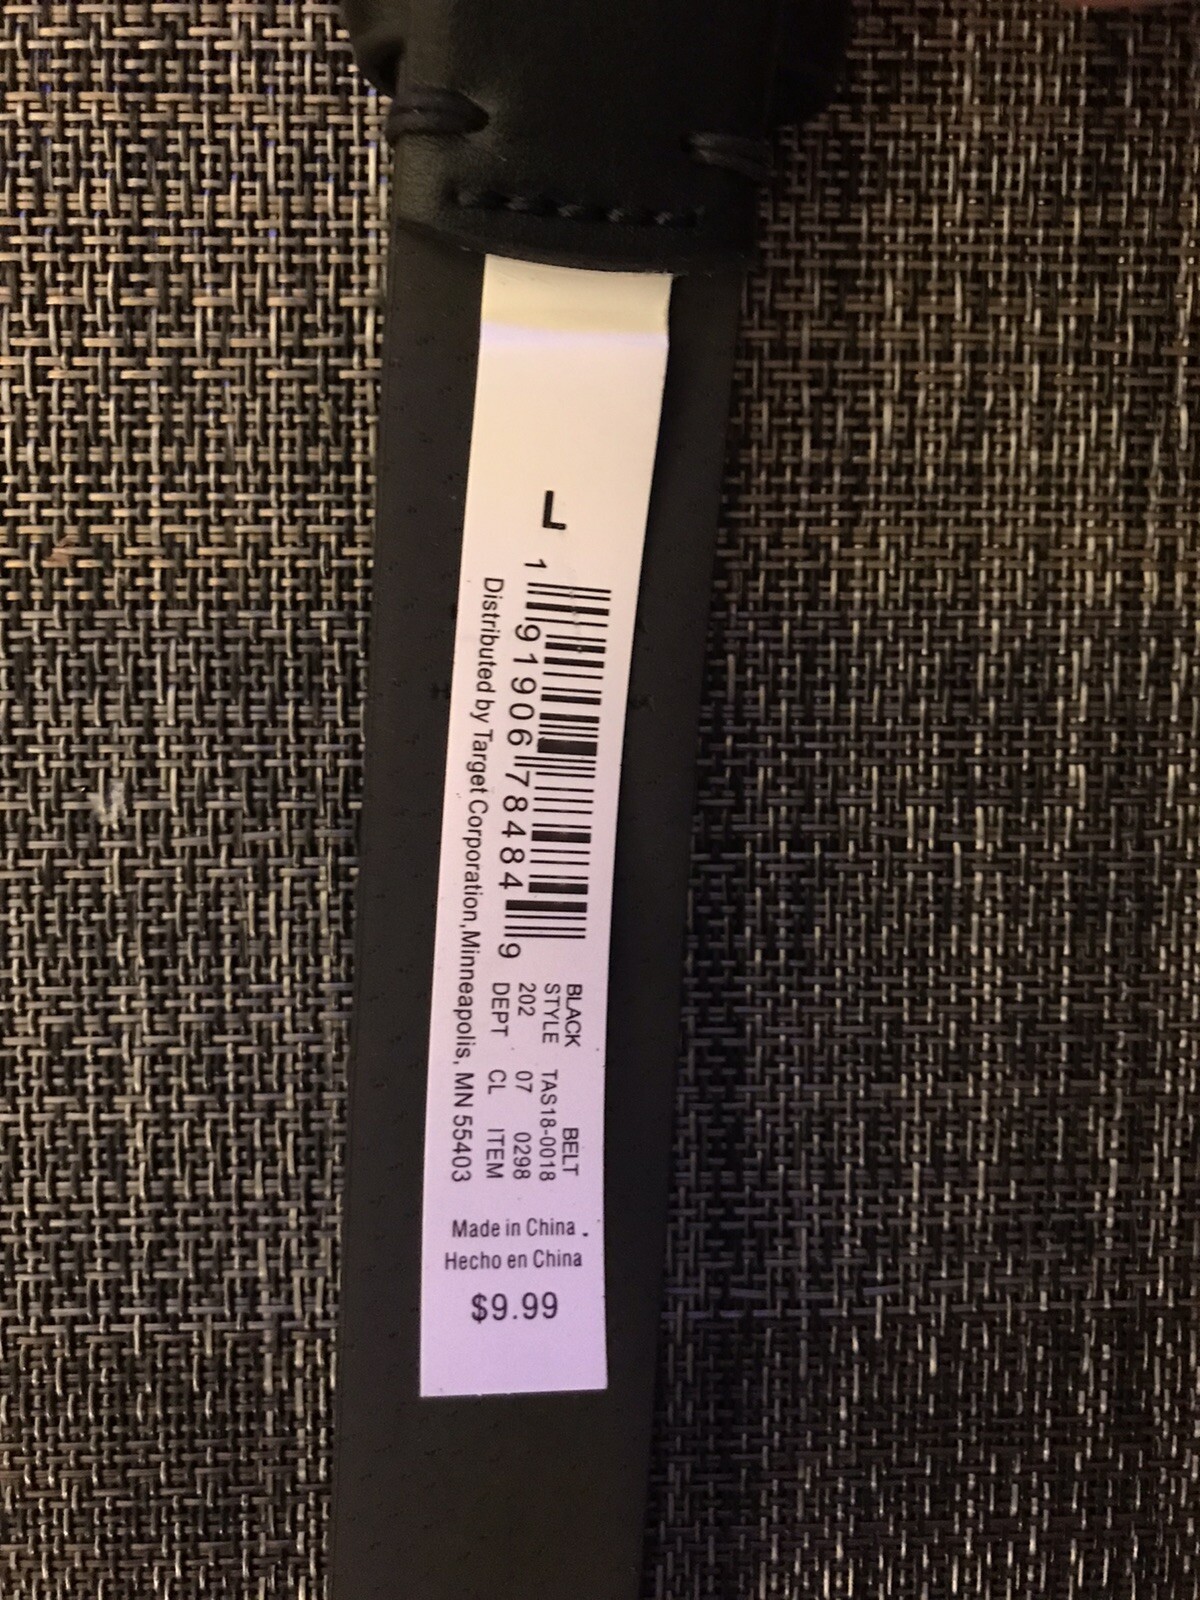 L
1 91906 78484 9
Distributed by Target Corporation,Minneapolis, MN 55403
BLACK BELT
STYLE TAS18-0018
202 07 0298
DEPT CL ITEM
Made in China .
Hecho en China
$9.99